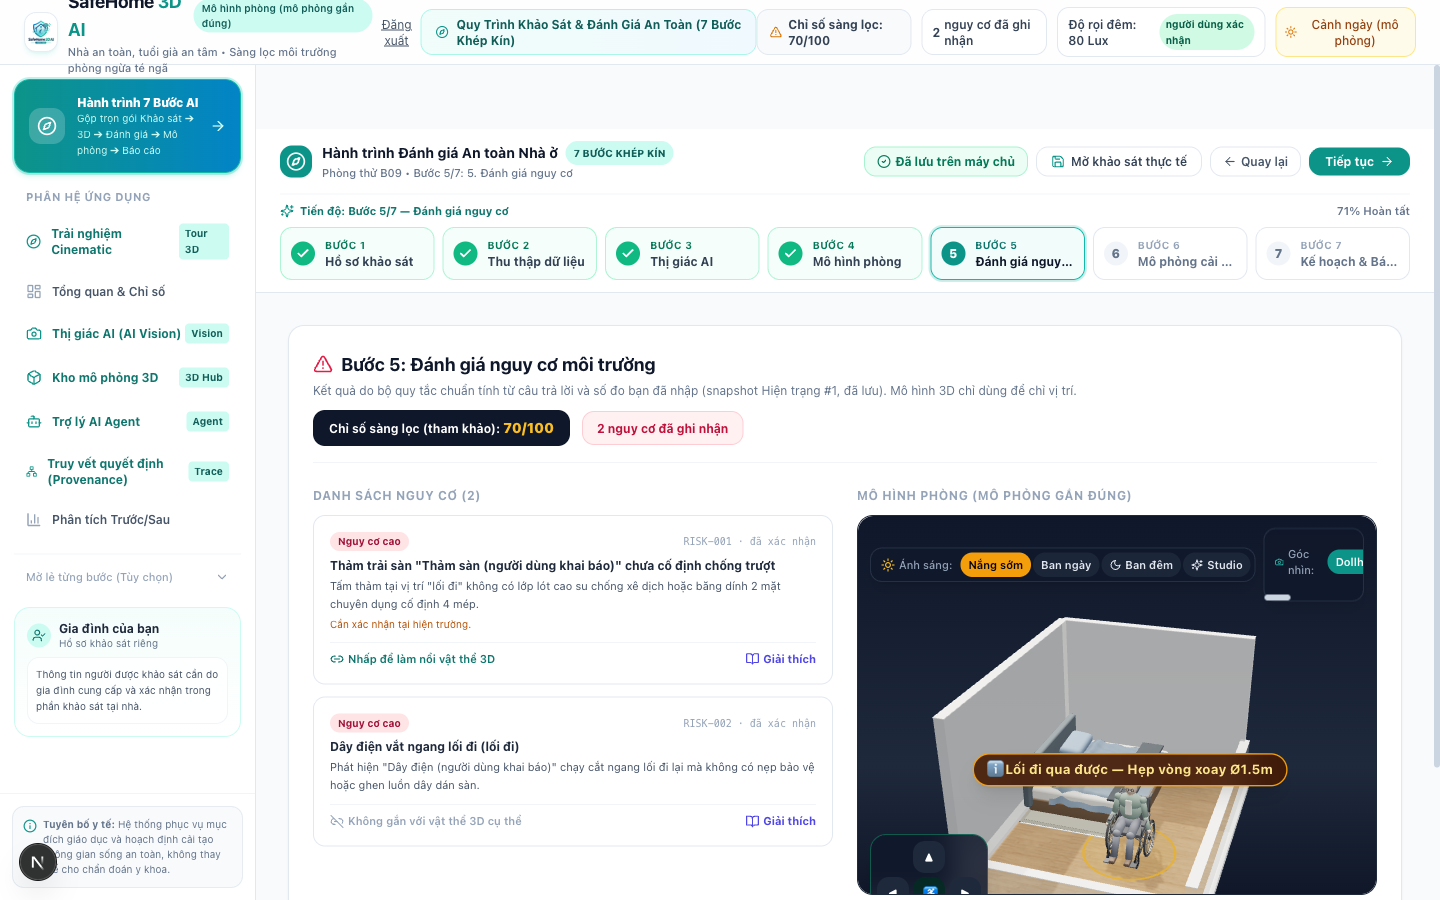 SafeHome 3D
AI
Mô hình phòng (mô phỏng gần
đúng)
Nhà an toàn, tuổi già an tâm • Sàng lọc môi trường
phòng ngừa té ngã
Đăng
xuất
Quy Trình Khảo Sát & Đánh Giá An Toàn (7 Bước
Khép Kín)
Chỉ số sàng lọc:
70/100
2 nguy cơ đã ghi
nhận
Độ rọi đêm:
80 Lux
người dùng xác
nhận
Cảnh ngày (mô
phỏng)
Hành trình 7 Bước AI
Gộp trọn gói Khảo sát ➔
3D ➔ Đánh giá ➔ Mô
phỏng ➔ Báo cáo
PHÂN HỆ ỨNG DỤNG
Trải nghiệm
Cinematic
Tour
3D
Tổng quan & Chỉ số
Thị giác AI (AI Vision) Vision
Kho mô phỏng 3D 3D Hub
Trợ lý AI Agent Agent
Truy vết quyết định
(Provenance)
Trace
Phân tích Trước/Sau
Mở lẻ từng bước (Tùy chọn)
Gia đình của bạn
Hồ sơ khảo sát riêng
Thông tin người được khảo sát cần do
gia đình cung cấp và xác nhận trong
phần khảo sát tại nhà.
Tuyên bố y tế: Hệ thống phục vụ mục
đích giáo dục và hoạch định cải tạo
không gian sống an toàn, không thay
cho chẩn đoán y khoa.
N
Hành trình Đánh giá An toàn Nhà ở 7 BƯỚC KHÉP KÍN
Phòng thử B09 • Bước 5/7: 5. Đánh giá nguy cơ
Đã lưu trên máy chủ
Mở khảo sát thực tế
← Quay lại
Tiếp tục →
Tiến độ: Bước 5/7 — Đánh giá nguy cơ
71% Hoàn tất
BƯỚC 1
Hồ sơ khảo sát
BƯỚC 2
Thu thập dữ liệu
BƯỚC 3
Thị giác AI
BƯỚC 4
Mô hình phòng
5
BƯỚC 5
Đánh giá nguy...
6
BƯỚC 6
Mô phỏng cải ...
7
BƯỚC 7
Kế hoạch & Bá...
Bước 5: Đánh giá nguy cơ môi trường
Kết quả do bộ quy tắc chuẩn tính từ câu trả lời và số đo bạn đã nhập (snapshot Hiện trạng #1, đã lưu). Mô hình 3D chỉ dùng để chỉ vị trí.
Chỉ số sàng lọc (tham khảo): 70/100
2 nguy cơ đã ghi nhận
DANH SÁCH NGUY CƠ (2)
Nguy cơ cao
RISK-001 · đã xác nhận
Thảm trải sàn "Thảm sàn (người dùng khai báo)" chưa cố định chống trượt
Tấm thảm tại vị trí "lối đi" không có lớp lót cao su chống xê dịch hoặc băng dính 2 mặt
chuyên dụng cố định 4 mép.
Cần xác nhận tại hiện trường.
Nhấp để làm nổi vật thể 3D
Giải thích
Nguy cơ cao
RISK-002 · đã xác nhận
Dây điện vắt ngang lối đi (lối đi)
Phát hiện "Dây điện (người dùng khai báo)" chạy cắt ngang lối đi lại mà không có nẹp bảo vệ
hoặc ghen luồn dây dán sàn.
Không gắn với vật thể 3D cụ thể
Giải thích
MÔ HÌNH PHÒNG (MÔ PHỎNG GẦN ĐÚNG)
Ánh sáng: Nắng sớm Ban ngày Ban đêm Studio
Góc
nhìn:
Dollh
Lối đi qua được — Hẹp vòng xoay Ø1.5m